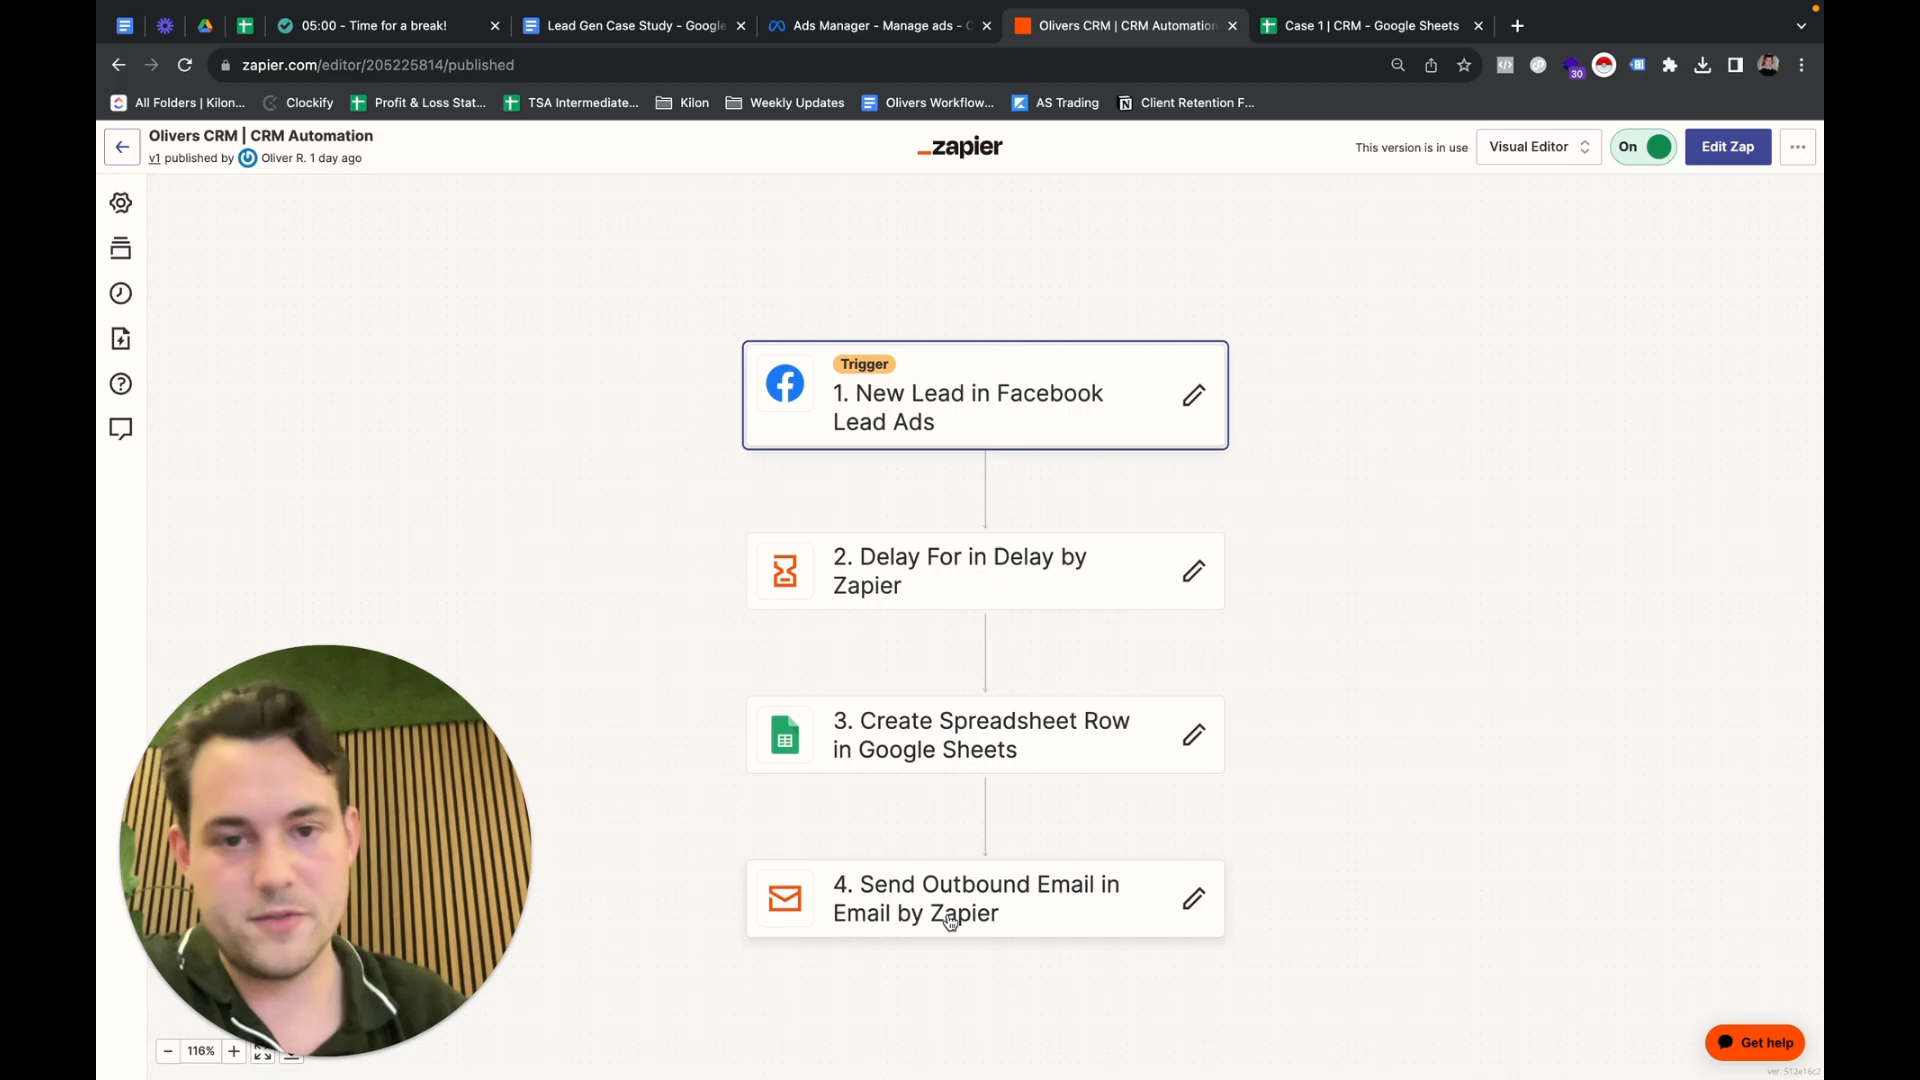 05:00 - Time for a break!
Lead Gen Case Study - Google
Ads Manager - Manage ads - C
Olivers CRM | CRM Automation
Case 1 | CRM - Google Sheets
zapier.com/editor/205225814/published
30
All Folders | Kilon...
Clockify
Profit & Loss Stat...
TSA Intermediate...
Kilon
Weekly Updates
Olivers Workflow...
AS Trading
Client Retention F...
Olivers CRM | CRM Automation
v1 published by Oliver R. 1 day ago
_zapier
This version is in use
Visual Editor
On
Edit Zap
Trigger
1. New Lead in Facebook
Lead Ads
2. Delay For in Delay by
Zapier
3. Create Spreadsheet Row
in Google Sheets
4. Send Outbound Email in
Email by Zapier
116%
Get help
ver. 512e16c2